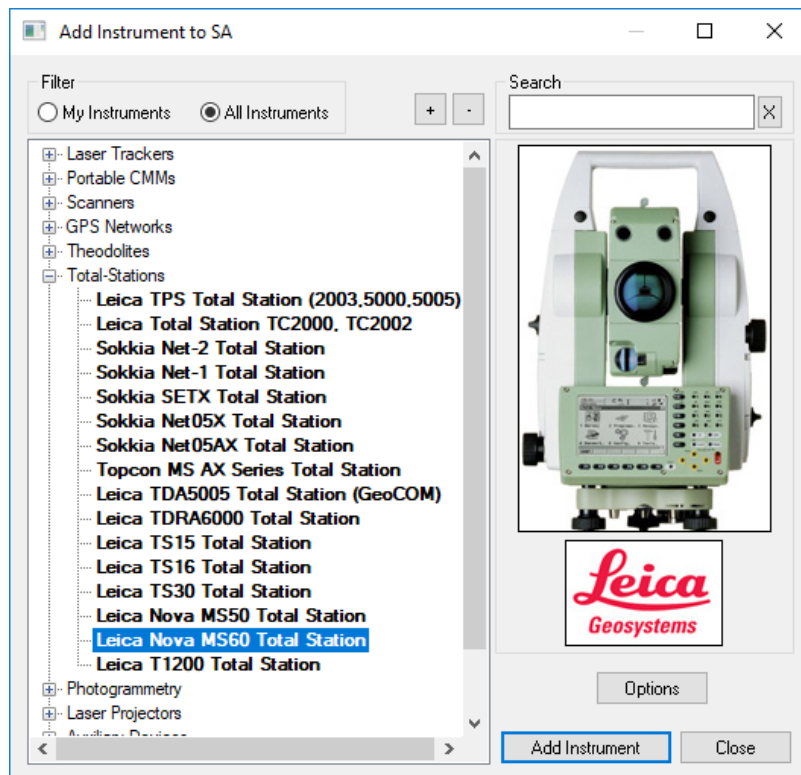 Add Instrument to SA
Filter
My Instruments
All Instruments
+
-
Search
X
Laser Trackers
Portable CMMs
Scanners
GPS Networks
Theodolites
Total-Stations
Leica TPS Total Station (2003,5000,5005)
Leica Total Station TC2000, TC2002
Sokkia Net-2 Total Station
Sokkia Net-1 Total Station
Sokkia SETX Total Station
Sokkia Net05X Total Station
Sokkia Net05AX Total Station
Topcon MS AX Series Total Station
Leica TDA5005 Total Station (GeoCOM)
Leica TDRA6000 Total Station
Leica TS15 Total Station
Leica TS16 Total Station
Leica TS30 Total Station
Leica Nova MS50 Total Station
Leica Nova MS60 Total Station
Leica T1200 Total Station
Photogrammetry
Laser Projectors
Auxiliary Devices
Leica
Geosystems
Options
Add Instrument
Close